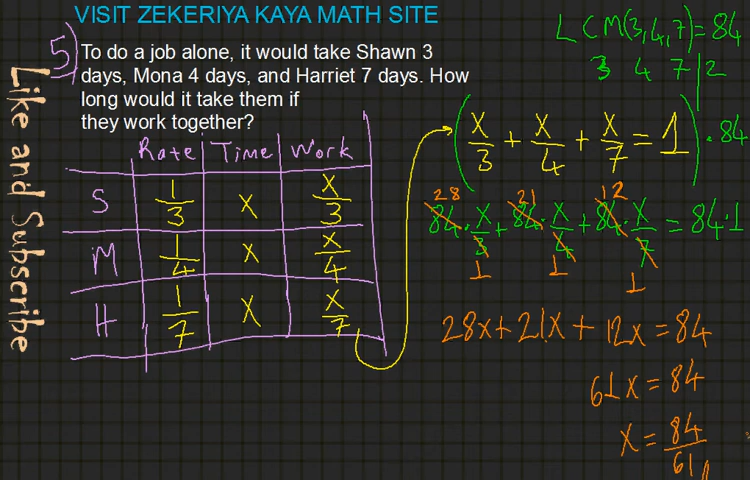 VISIT ZEKERIYA KAYA MATH SITE
5)
To do a job alone, it would take Shawn 3
days, Mona 4 days, and Harriet 7 days. How
long would it take them if
they work together?
Like and Subscribe
Rate Time Work
S 1/3 X X/3
M 1/4 X X/4
H 1/7 X X/7
LCM(3,4,7)=84
3 4 7 | 2
(X/3 + X/4 + X/7 = 1) · 84
28 21 12
84 · X/3 + 84 · X/4 + 84 · X/7 = 84 · 1
1 1 1
28x + 21x + 12x = 84
61x = 84
x = 84/61